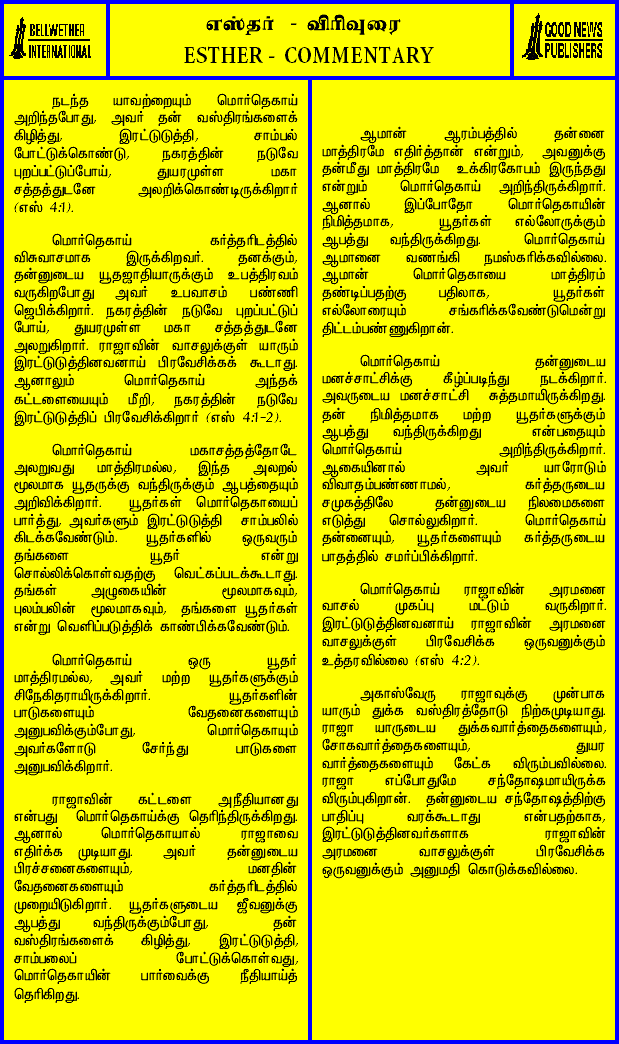 BELLWETHER
INTERNATIONAL
எஸ்தர் - விரிவுரை
ESTHER - COMMENTARY
GOOD NEWS
PUBLISHERS
நடந்த யாவற்றையும் மொர்தெகாய்
அறிந்தபோது, அவர் தன் வஸ்திரங்களைக்
கிழித்து, இரட்டுடுத்தி, சாம்பல்
போட்டுக்கொண்டு, நகரத்தின் நடுவே
புறப்பட்டுப்போய், துயரமுள்ள மகா
சத்தத்துடனே அலறிக்கொண்டிருக்கிறார்
(எஸ் 4:1).
மொர்தெகாய் கர்த்தரிடத்தில்
விசுவாசமாக இருக்கிறவர். தனக்கும்,
தன்னுடைய யூதஜாதியாருக்கும் உபத்திரவம்
வருகிறபோது அவர் உபவாசம் பண்ணி
ஜெபிக்கிறார். நகரத்தின் நடுவே புறப்பட்டுப்
போய், துயரமுள்ள மகா சத்தத்துடனே
அலறுகிறார். ராஜாவின் வாசலுக்குள் யாரும்
இரட்டுடுத்தினவனாய் பிரவேசிக்கக் கூடாது.
ஆனாலும் மொர்தெகாய் அந்தக்
கட்டளையையும் மீறி, நகரத்தின் நடுவே
இரட்டுடுத்திப் பிரவேசிக்கிறார் (எஸ் 4:1-2).
மொர்தெகாய் மகாசத்தத்தோடே
அலறுவது மாத்திரமல்ல, இந்த அலறல்
மூலமாக யூதருக்கு வந்திருக்கும் ஆபத்தையும்
அறிவிக்கிறார். யூதர்கள் மொர்தெகாயைப்
பார்த்து, அவர்களும் இரட்டுடுத்தி சாம்பலில்
கிடக்கவேண்டும். யூதர்களில் ஒருவரும்
தங்களை யூதர் என்று
சொல்லிக்கொள்வதற்கு வெட்கப்படக்கூடாது.
தங்கள் அழுகையின் மூலமாகவும்,
புலம்பலின் மூலமாகவும், தங்களை யூதர்கள்
என்று வெளிப்படுத்திக் காண்பிக்கவேண்டும்.
மொர்தெகாய் ஒரு யூதர்
மாத்திரமல்ல, அவர் மற்ற யூதர்களுக்கும்
சிநேகிதராயிருக்கிறார். யூதர்களின்
பாடுகளையும் வேதனைகளையும்
அனுபவிக்கும்போது, மொர்தெகாயும்
அவர்களோடு சேர்ந்து பாடுகளை
அனுபவிக்கிறார்.
ராஜாவின் கட்டளை அநீதியானது
என்பது மொர்தெகாய்க்கு தெரிந்திருக்கிறது.
ஆனால் மொர்தெகாயால் ராஜாவை
எதிர்க்க முடியாது. அவர் தன்னுடைய
பிரச்சனைகளையும், மனதின்
வேதனைகளையும் கர்த்தரிடத்தில்
முறையிடுகிறார். யூதர்களுடைய ஜீவனுக்கு
ஆபத்து வந்திருக்கும்போது, தன்
வஸ்திரங்களைக் கிழித்து, இரட்டுடுத்தி,
சாம்பலைப் போட்டுக்கொள்வது,
மொர்தெகாயின் பார்வைக்கு நீதியாய்த்
தெரிகிறது.
ஆமான் ஆரம்பத்தில் தன்னை
மாத்திரமே எதிர்த்தான் என்றும், அவனுக்கு
தன்மீது மாத்திரமே உக்கிரகோபம் இருந்தது
என்றும் மொர்தெகாய் அறிந்திருக்கிறார்.
ஆனால் இப்போதோ மொர்தெகாயின்
நிமித்தமாக, யூதர்கள் எல்லோருக்கும்
ஆபத்து வந்திருக்கிறது. மொர்தெகாய்
ஆமானை வணங்கி நமஸ்கரிக்கவில்லை.
ஆமான் மொர்தெகாயை மாத்திரம்
தண்டிப்பதற்கு பதிலாக, யூதர்கள்
எல்லோரையும் சங்கரிக்கவேண்டுமென்று
திட்டம்பண்ணுகிறான்.
மொர்தெகாய் தன்னுடைய
மனச்சாட்சிக்கு கீழ்ப்படிந்து நடக்கிறார்.
அவருடைய மனச்சாட்சி சுத்தமாயிருக்கிறது.
தன் நிமித்தமாக மற்ற யூதர்களுக்கும்
ஆபத்து வந்திருக்கிறது என்பதையும்
மொர்தெகாய் அறிந்திருக்கிறார்.
ஆகையினால் அவர் யாரோடும்
விவாதம்பண்ணாமல், கர்த்தருடைய
சமுகத்திலே தன்னுடைய நிலமைகளை
எடுத்து சொல்லுகிறார். மொர்தெகாய்
தன்னையும், யூதர்களையும் கர்த்தருடைய
பாதத்தில் சமர்ப்பிக்கிறார்.
மொர்தெகாய் ராஜாவின் அரமனை
வாசல் முகப்பு மட்டும் வருகிறார்.
இரட்டுடுத்தினவனாய் ராஜாவின் அரமனை
வாசலுக்குள் பிரவேசிக்க ஒருவனுக்கும்
உத்தரவில்லை (எஸ் 4:2).
அகாஸ்வேரு ராஜாவுக்கு முன்பாக
யாரும் துக்க வஸ்திரத்தோடு நிற்கமுடியாது.
ராஜா யாருடைய துக்கவார்த்தைகளையும்,
சோகவார்த்தைகளையும், துயர
வார்த்தைகளையும் கேட்க விரும்பவில்லை.
ராஜா எப்போதுமே சந்தோஷமாயிருக்க
விரும்புகிறான். தன்னுடைய சந்தோஷத்திற்கு
பாதிப்பு வரக்கூடாது என்பதற்காக,
இரட்டுடுத்தினவர்களாக ராஜாவின்
அரமனை வாசலுக்குள் பிரவேசிக்க
ஒருவனுக்கும் அனுமதி கொடுக்கவில்லை.